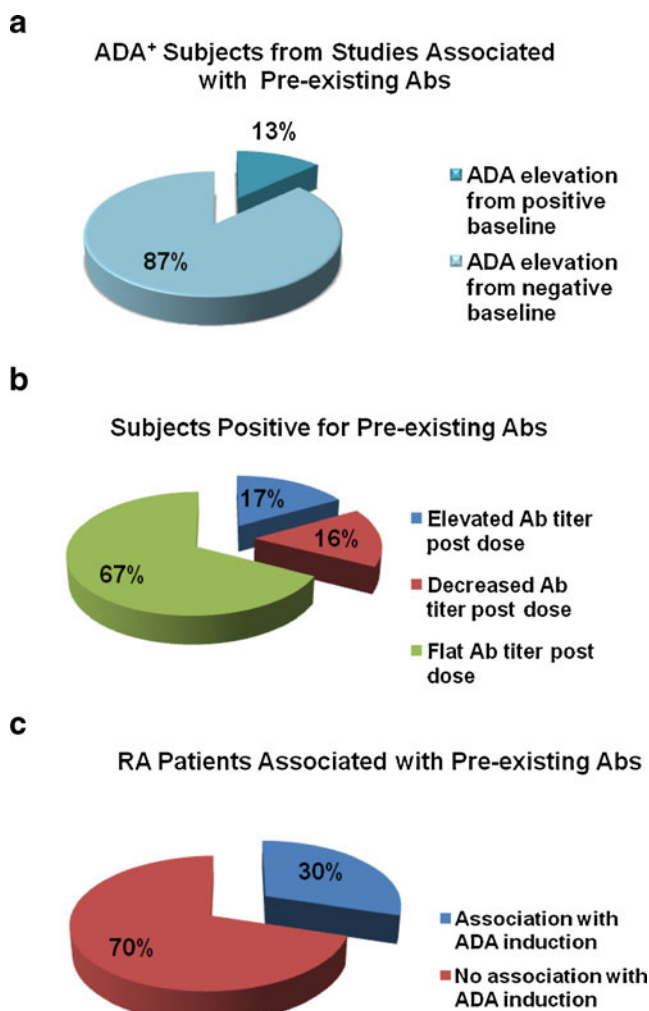 a
ADA⁺ Subjects from Studies Associated
with Pre-existing Abs
13%
87%
ADA elevation
from positive
baseline
ADA elevation
from negative
baseline
b
Subjects Positive for Pre-existing Abs
17%
16%
67%
Elevated Ab titer
post dose
Decreased Ab
titer post dose
Flat Ab titer post
dose
c
RA Patients Associated with Pre-existing Abs
30%
70%
Association with
ADA induction
No association with
ADA induction